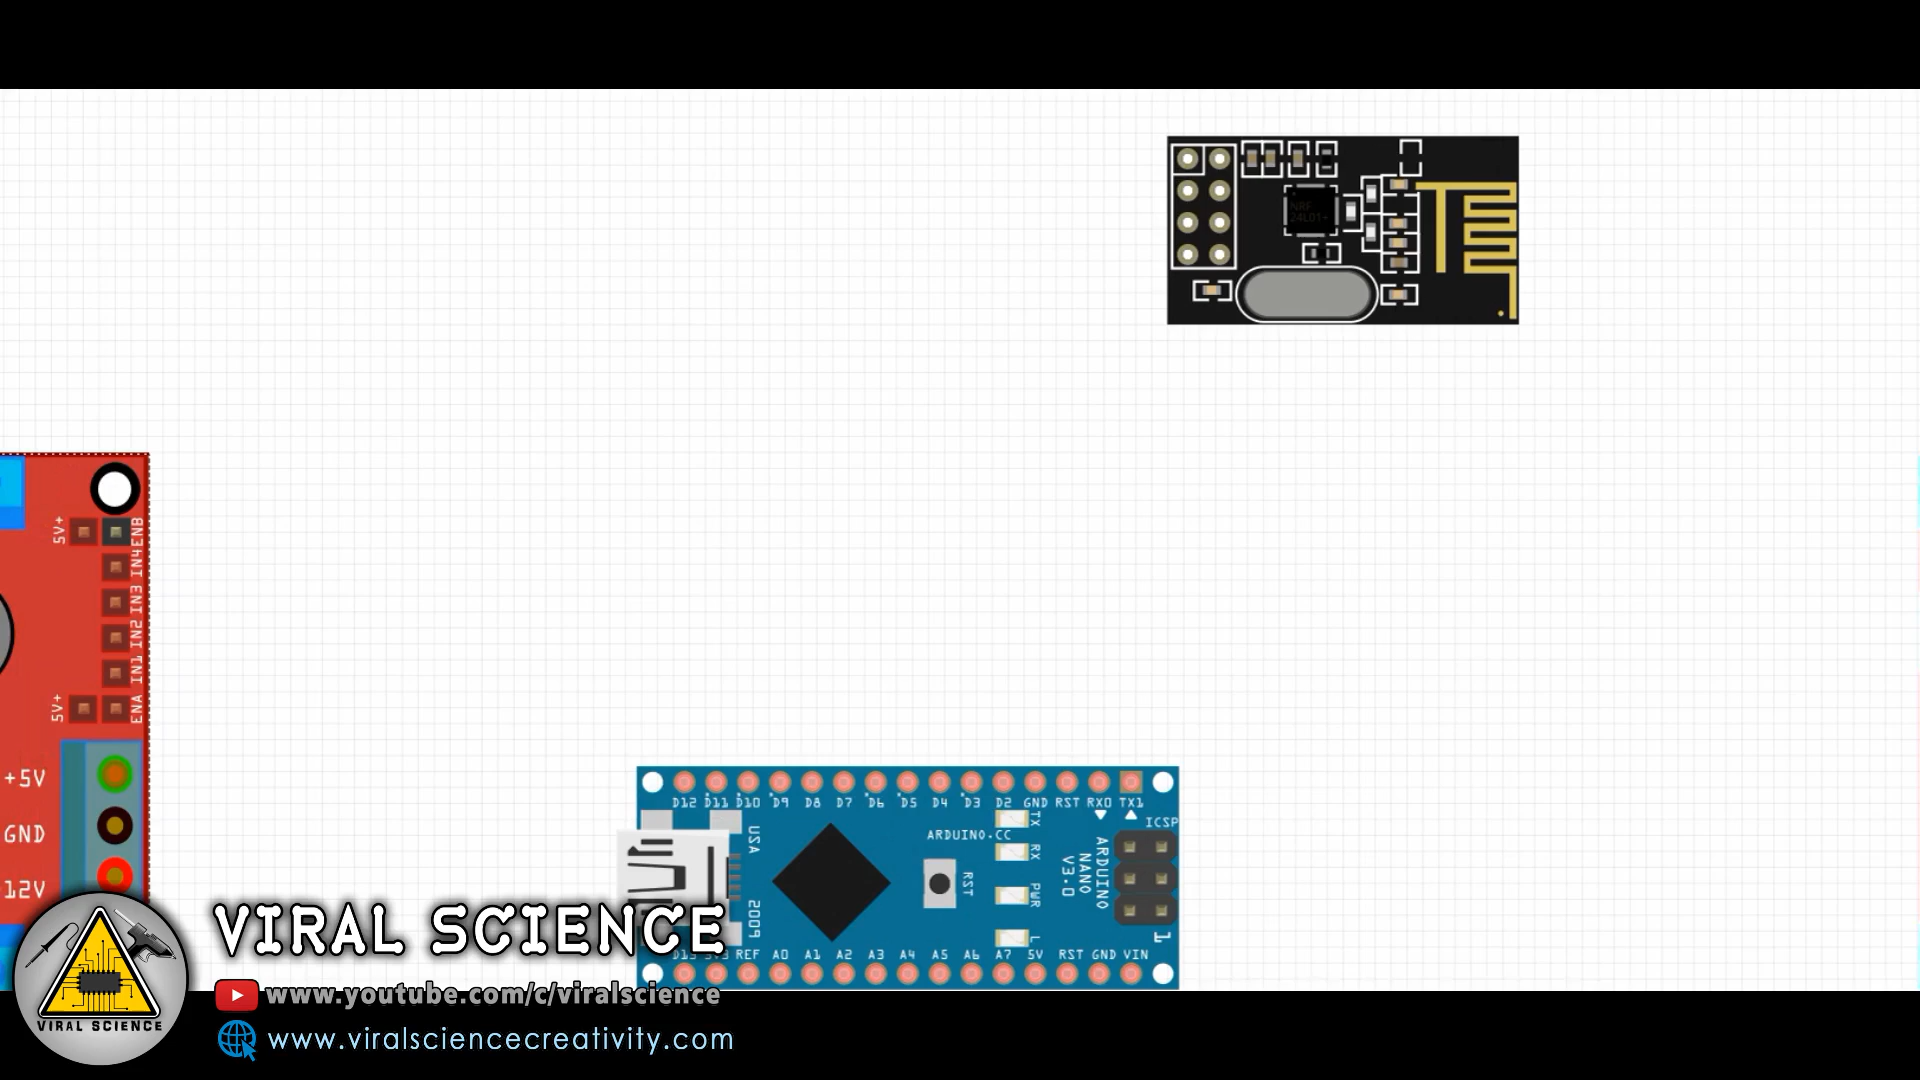 NRF
24L01+
5V+
ENB
IN4
IN3
IN2
IN1
5V+
ENA
+5V
GND
12V
D12 D11 D10 D9 D8 D7 D6 D5 D4 D3 D2 GND RST RX0 TX1
ICSP
ARDUINO.CC
TX
RX
PWR
L
RST
USA
2009
ARDUINO
NANO
V3.0
1
D13 3V3 REF A0 A1 A2 A3 A4 A5 A6 A7 5V RST GND VIN
VIRAL SCIENCE
www.youtube.com/c/viralscience
www.viralsciencecreativity.com
VIRAL SCIENCE